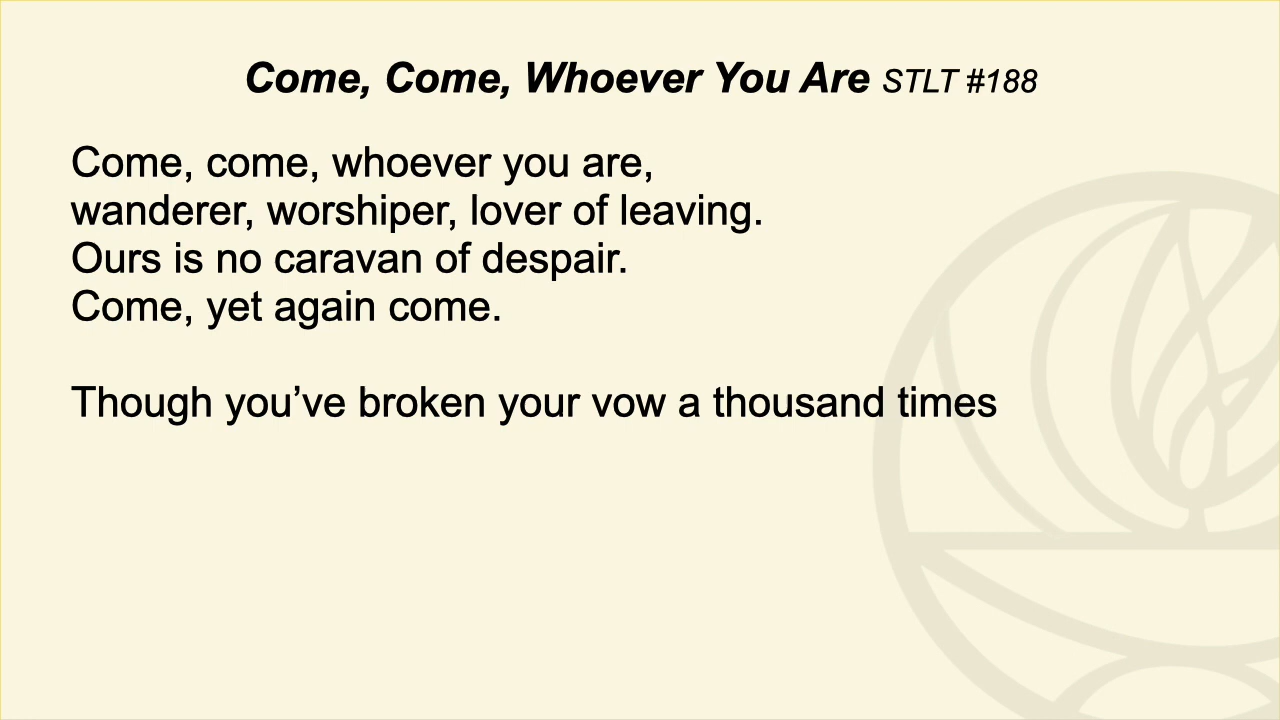 Come, Come, Whoever You Are STLT #188
Come, come, whoever you are,
wanderer, worshiper, lover of leaving.
Ours is no caravan of despair.
Come, yet again come.
Though you’ve broken your vow a thousand times